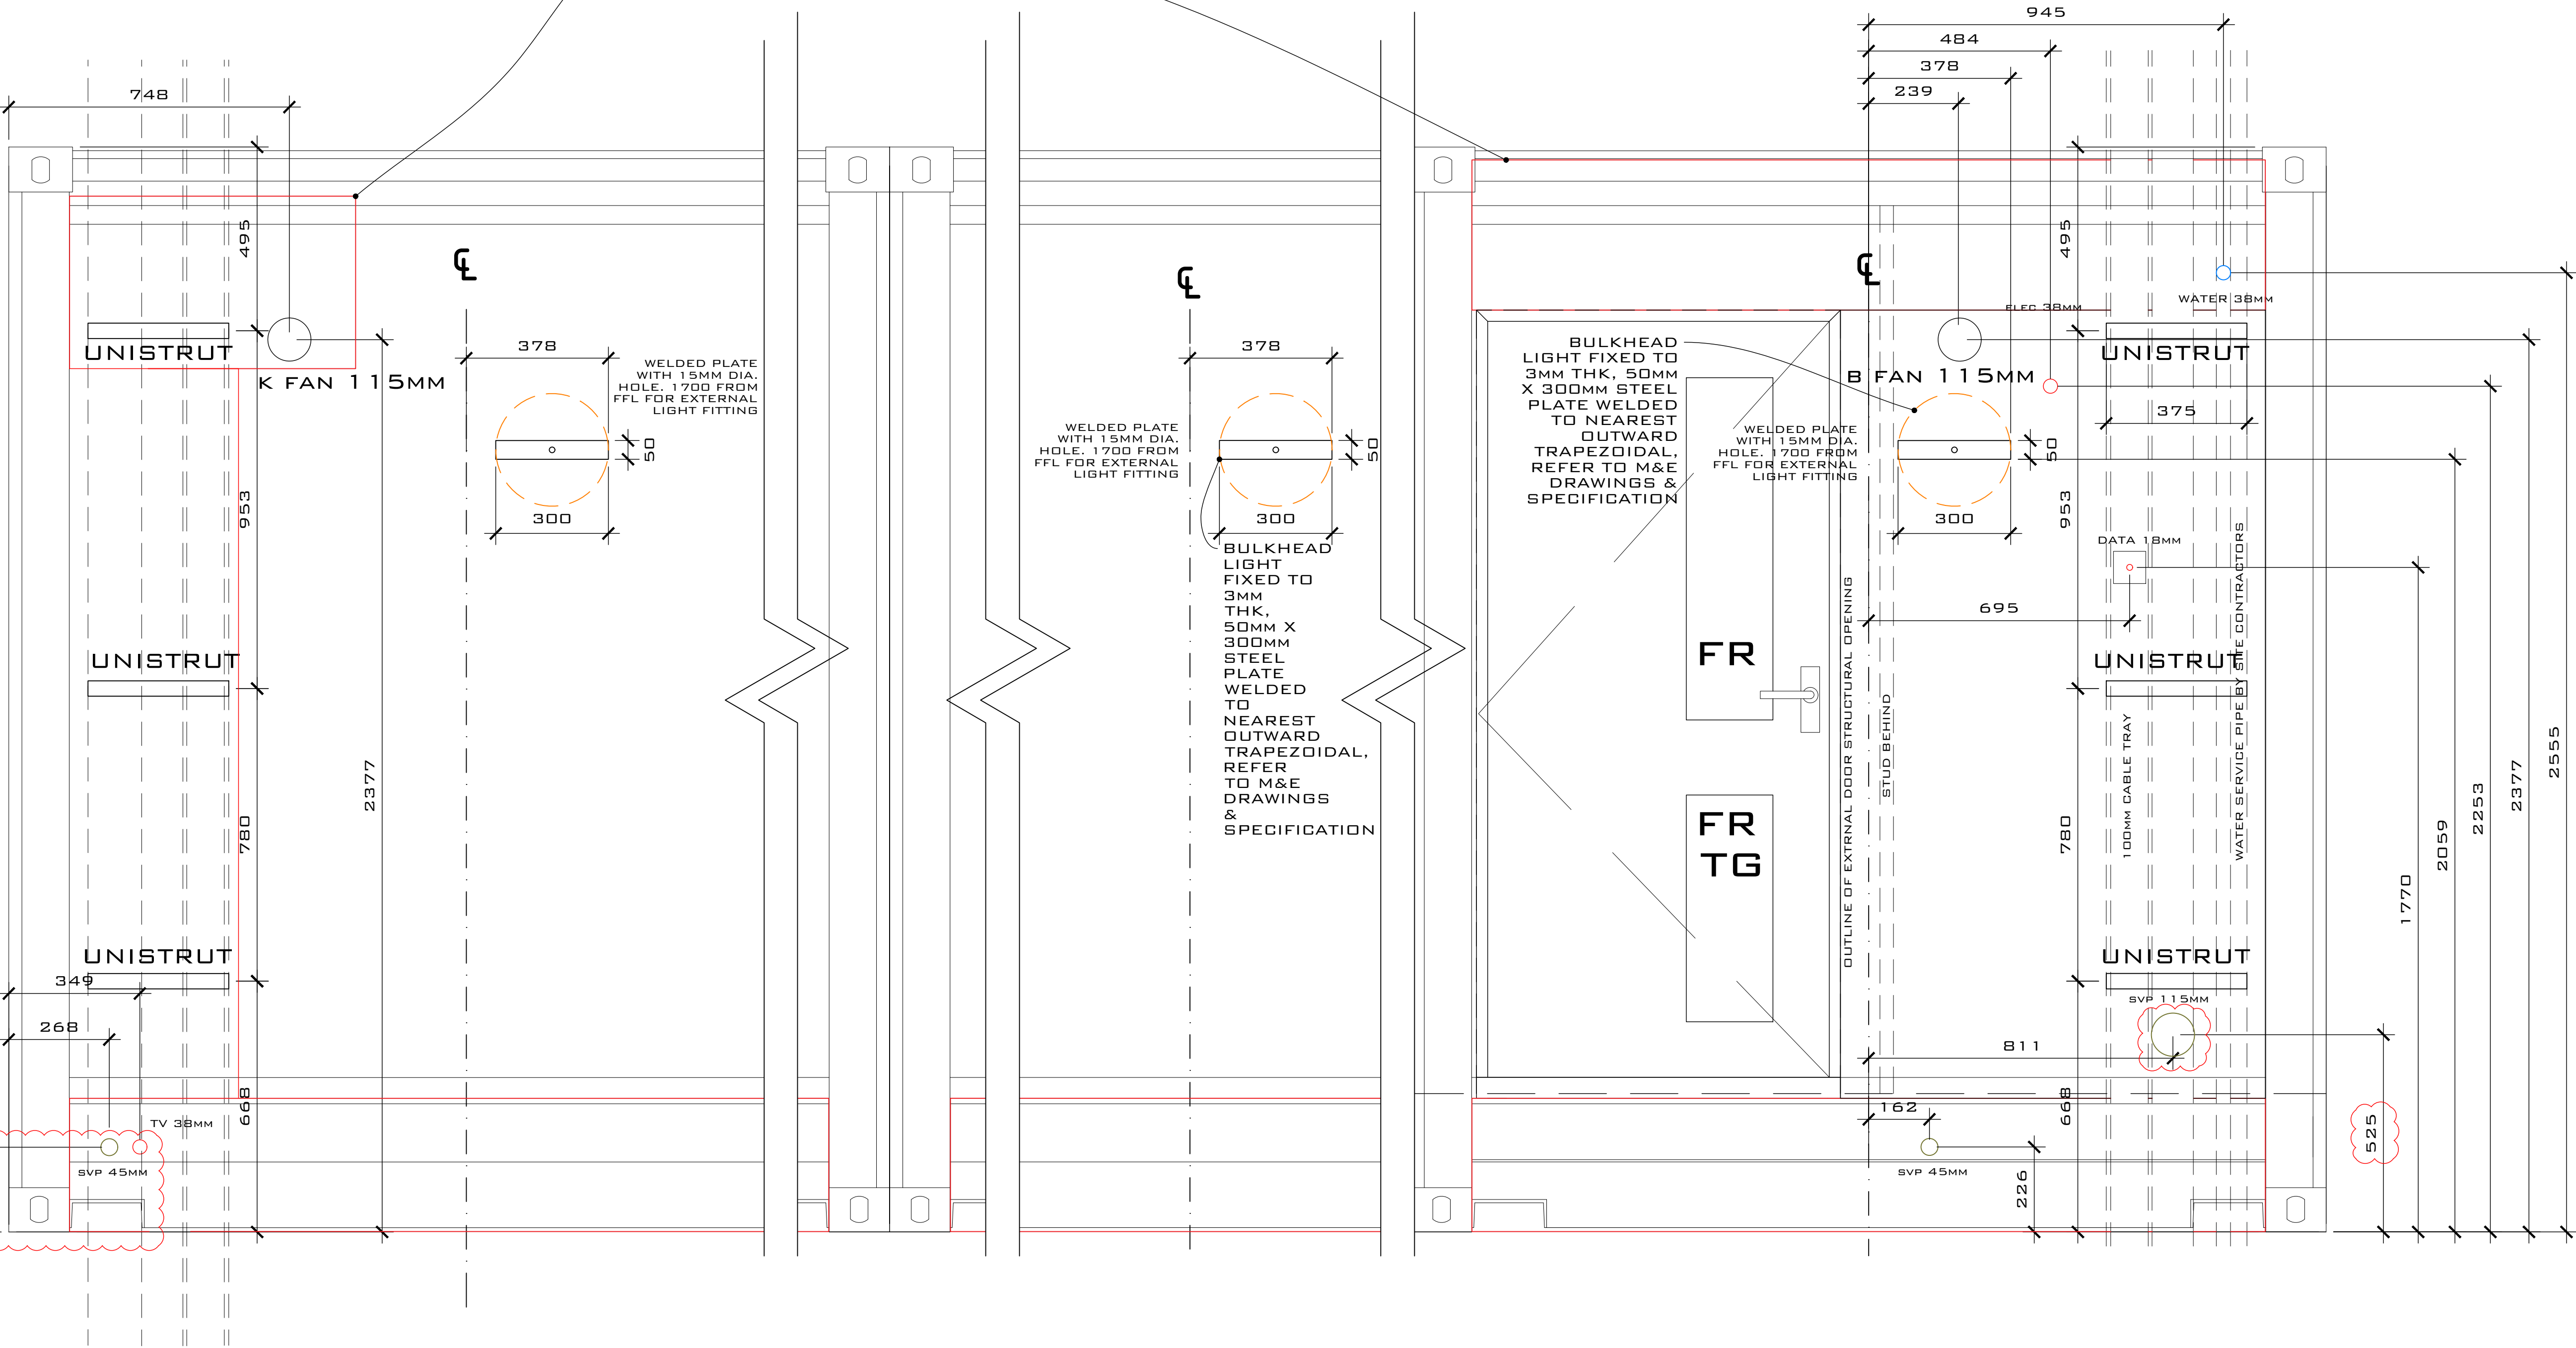 945
484
378
239
748
495
495
℄
℄
℄
ELEC 38MM
WATER 38MM
UNISTRUT
K FAN 115MM
378
WELDED PLATE
WITH 15MM DIA.
HOLE. 1700 FROM
FFL FOR EXTERNAL
LIGHT FITTING
50
300
378
WELDED PLATE
WITH 15MM DIA.
HOLE. 1700 FROM
FFL FOR EXTERNAL
LIGHT FITTING
50
300
BULKHEAD
LIGHT
FIXED TO
3MM
THK,
50MM X
300MM
STEEL
PLATE
WELDED
TO
NEAREST
OUTWARD
TRAPEZOIDAL,
REFER
TO M&E
DRAWINGS
&
SPECIFICATION
BULKHEAD
LIGHT FIXED TO
3MM THK, 50MM
X 300MM STEEL
PLATE WELDED
TO NEAREST
OUTWARD
TRAPEZOIDAL,
REFER TO M&E
DRAWINGS &
SPECIFICATION
WELDED PLATE
WITH 15MM DIA.
HOLE. 1700 FROM
FFL FOR EXTERNAL
LIGHT FITTING
B FAN 115MM
UNISTRUT
375
50
300
953
953
DATA 18MM
695
UNISTRUT
UNISTRUT
FR
FR
TG
OUTLINE OF EXTRNAL DOOR STRUCTURAL OPENING
STUD BEHIND
100MM CABLE TRAY
WATER SERVICE PIPE BY SITE CONTRACTORS
2377
780
780
2555
2377
2253
2059
1770
UNISTRUT
349
268
UNISTRUT
SVP 115MM
811
668
668
TV 38MM
SVP 45MM
162
SVP 45MM
226
525